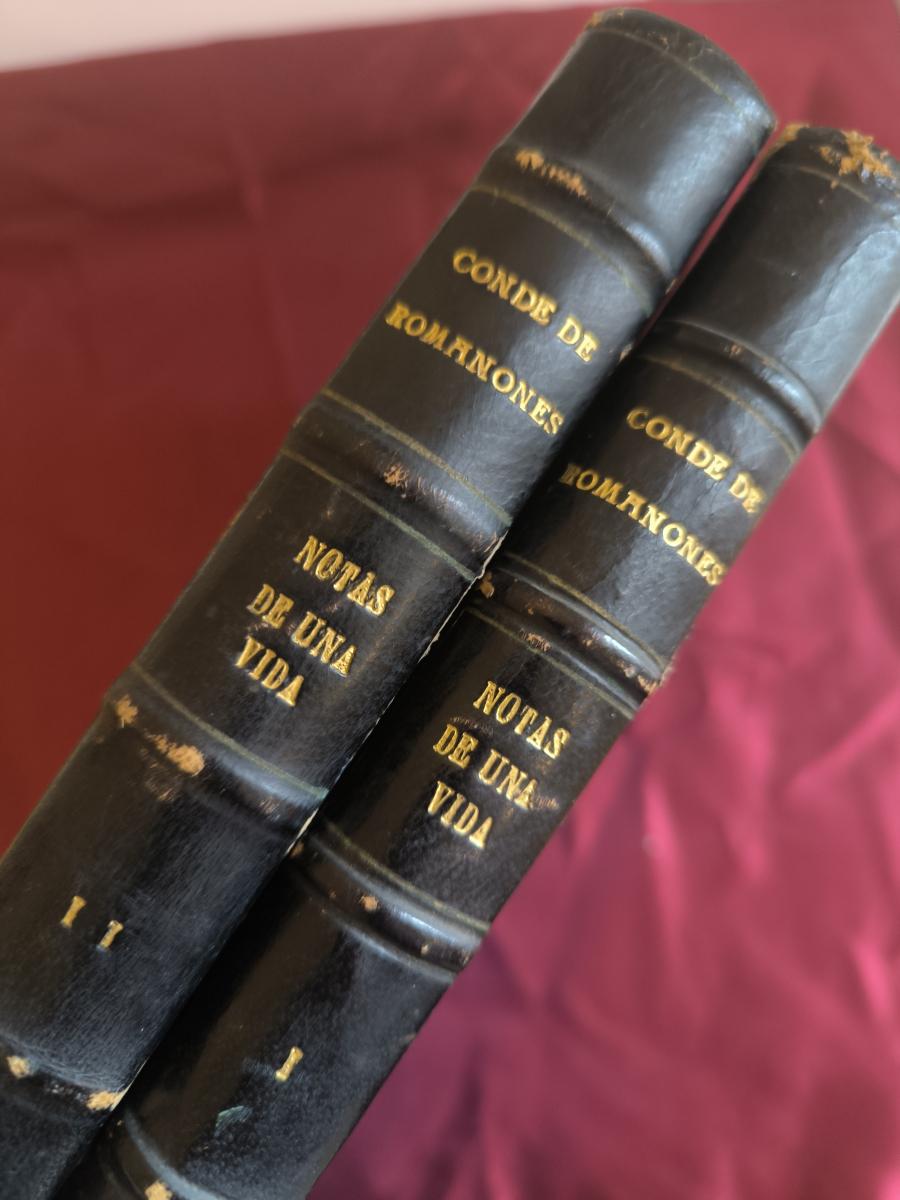 CONDE DE
ROMANONES
NOTAS
DE UNA
VIDA
II
CONDE DE
ROMANONES
NOTAS
DE UNA
VIDA
I